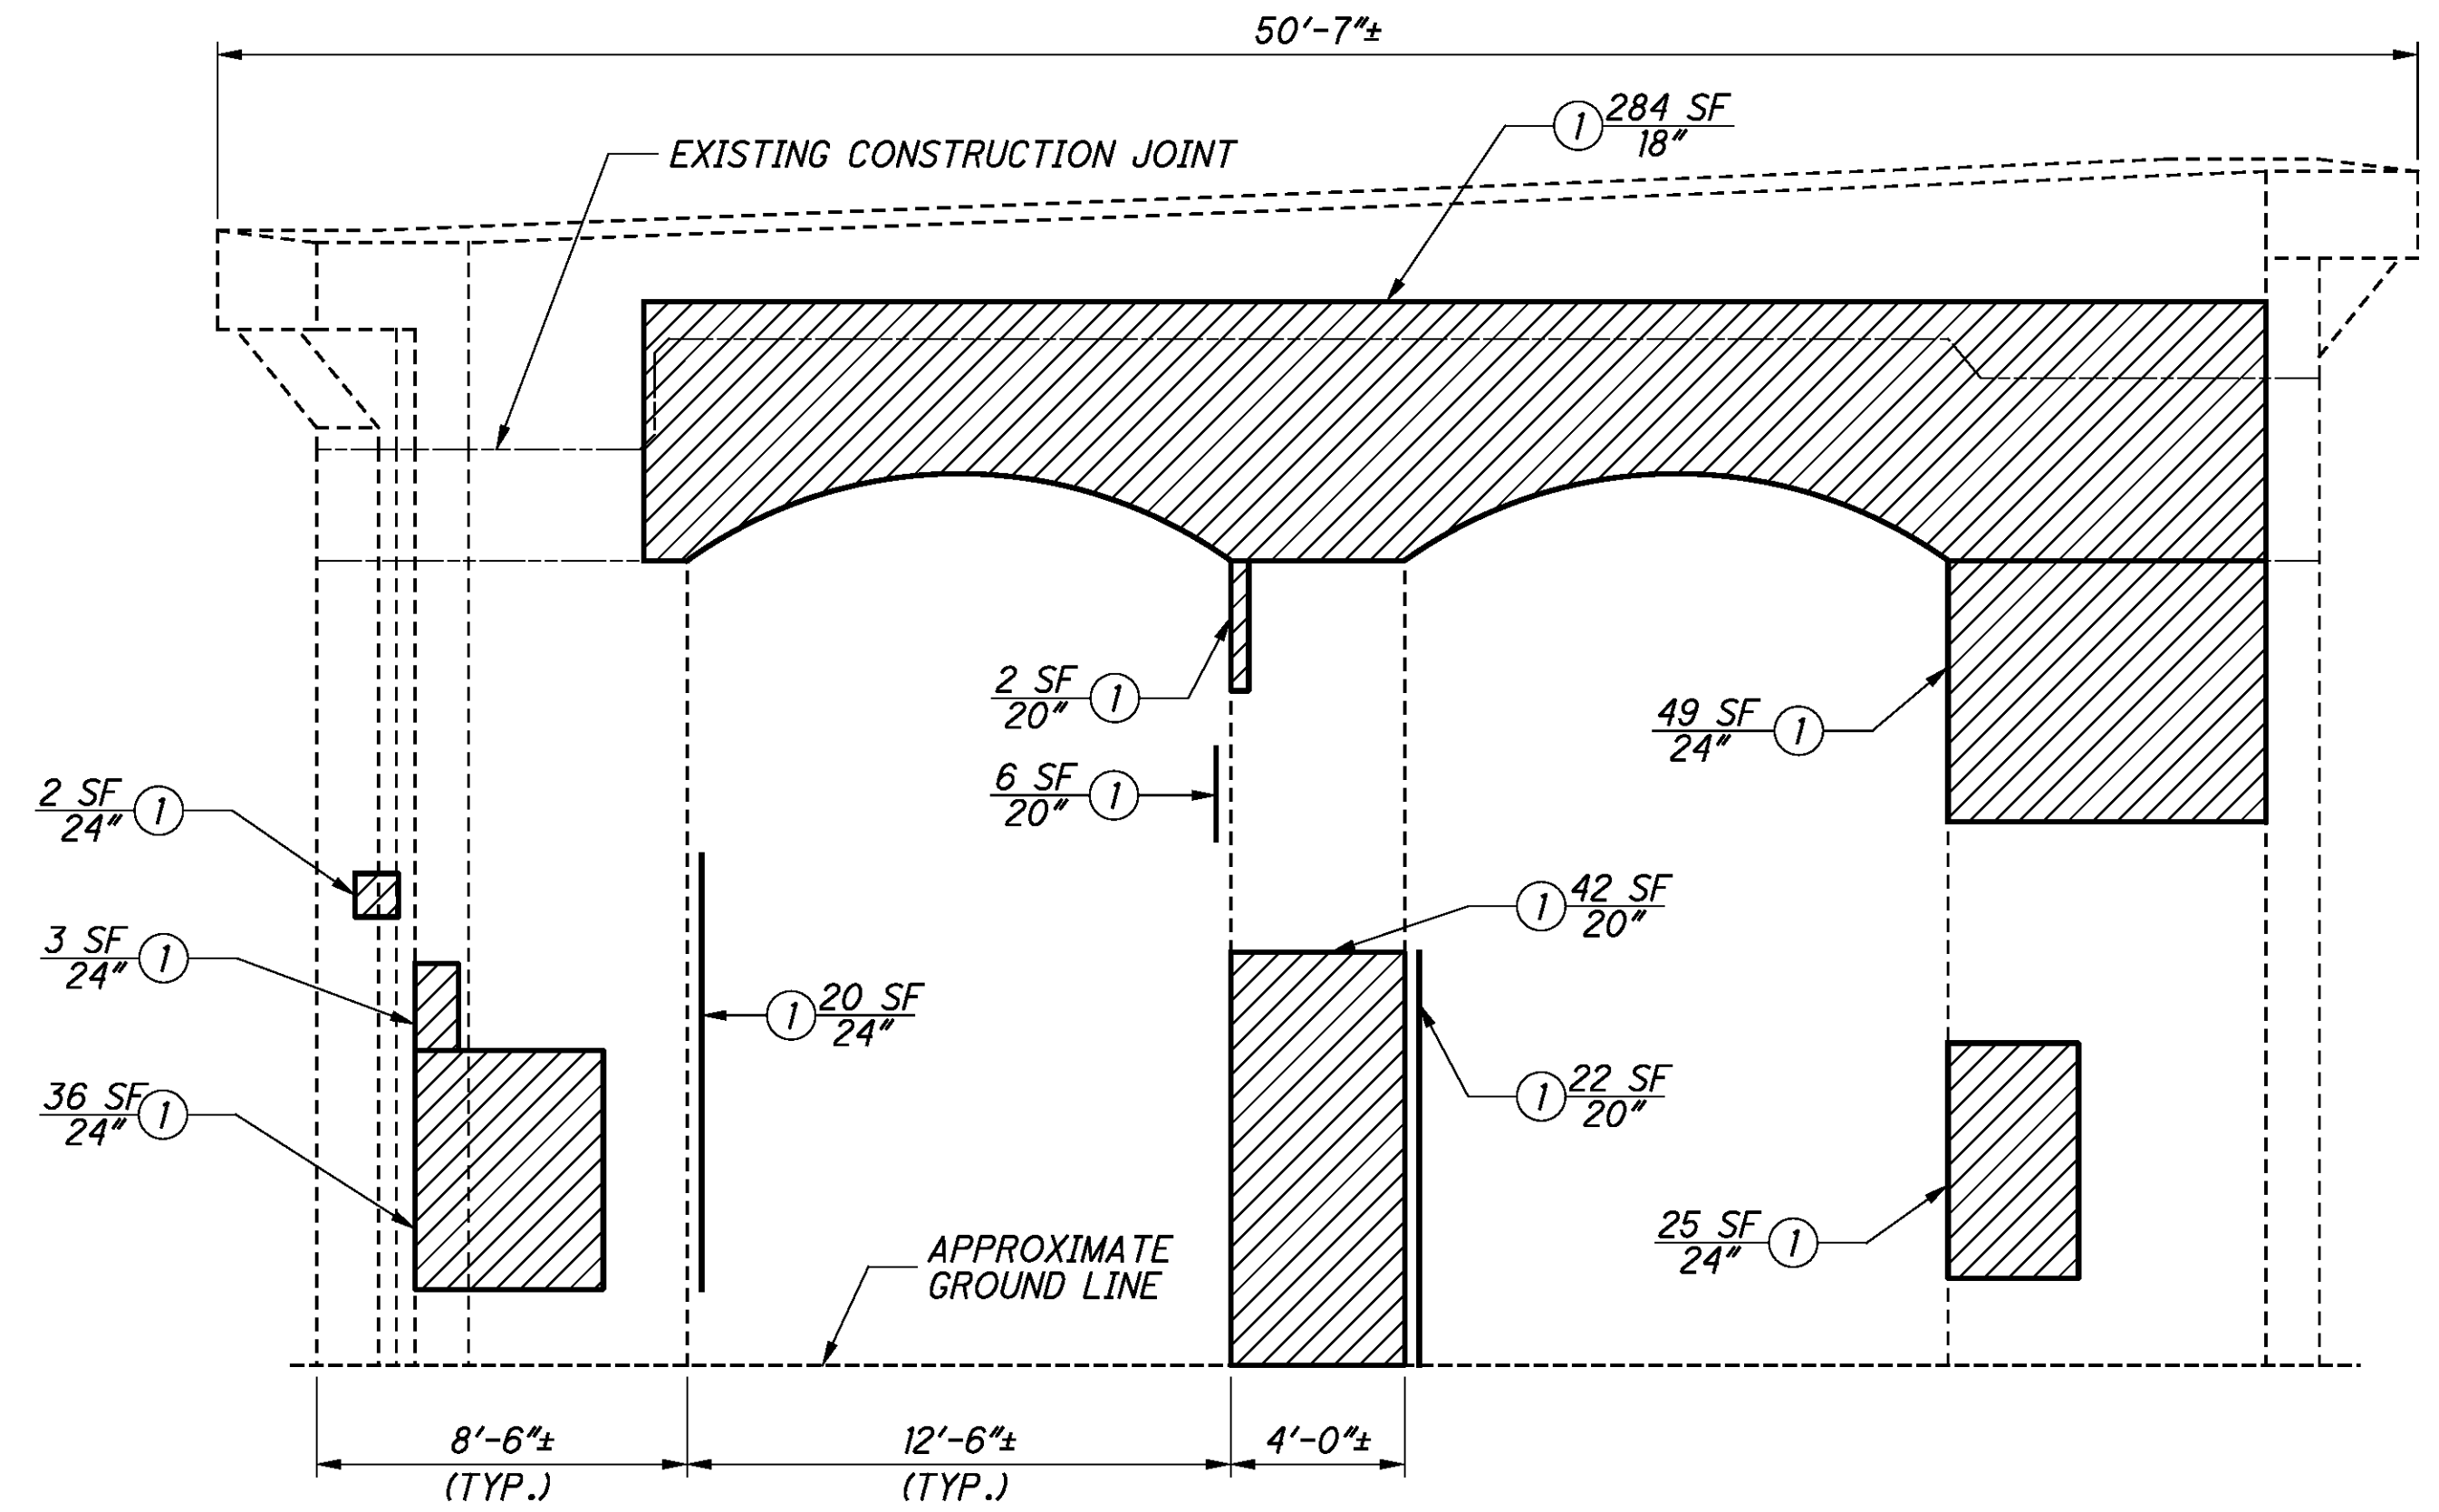 50'-7"±
1 284 SF
18"
EXISTING CONSTRUCTION JOINT
2 SF 1
20"
49 SF 1
24"
6 SF 1
20"
2 SF 1
24"
1 42 SF
20"
3 SF 1
24"
1 20 SF
24"
1 22 SF
20"
36 SF 1
24"
25 SF 1
24"
APPROXIMATE
GROUND LINE
8'-6"±
(TYP.)
12'-6"±
(TYP.)
4'-0"±